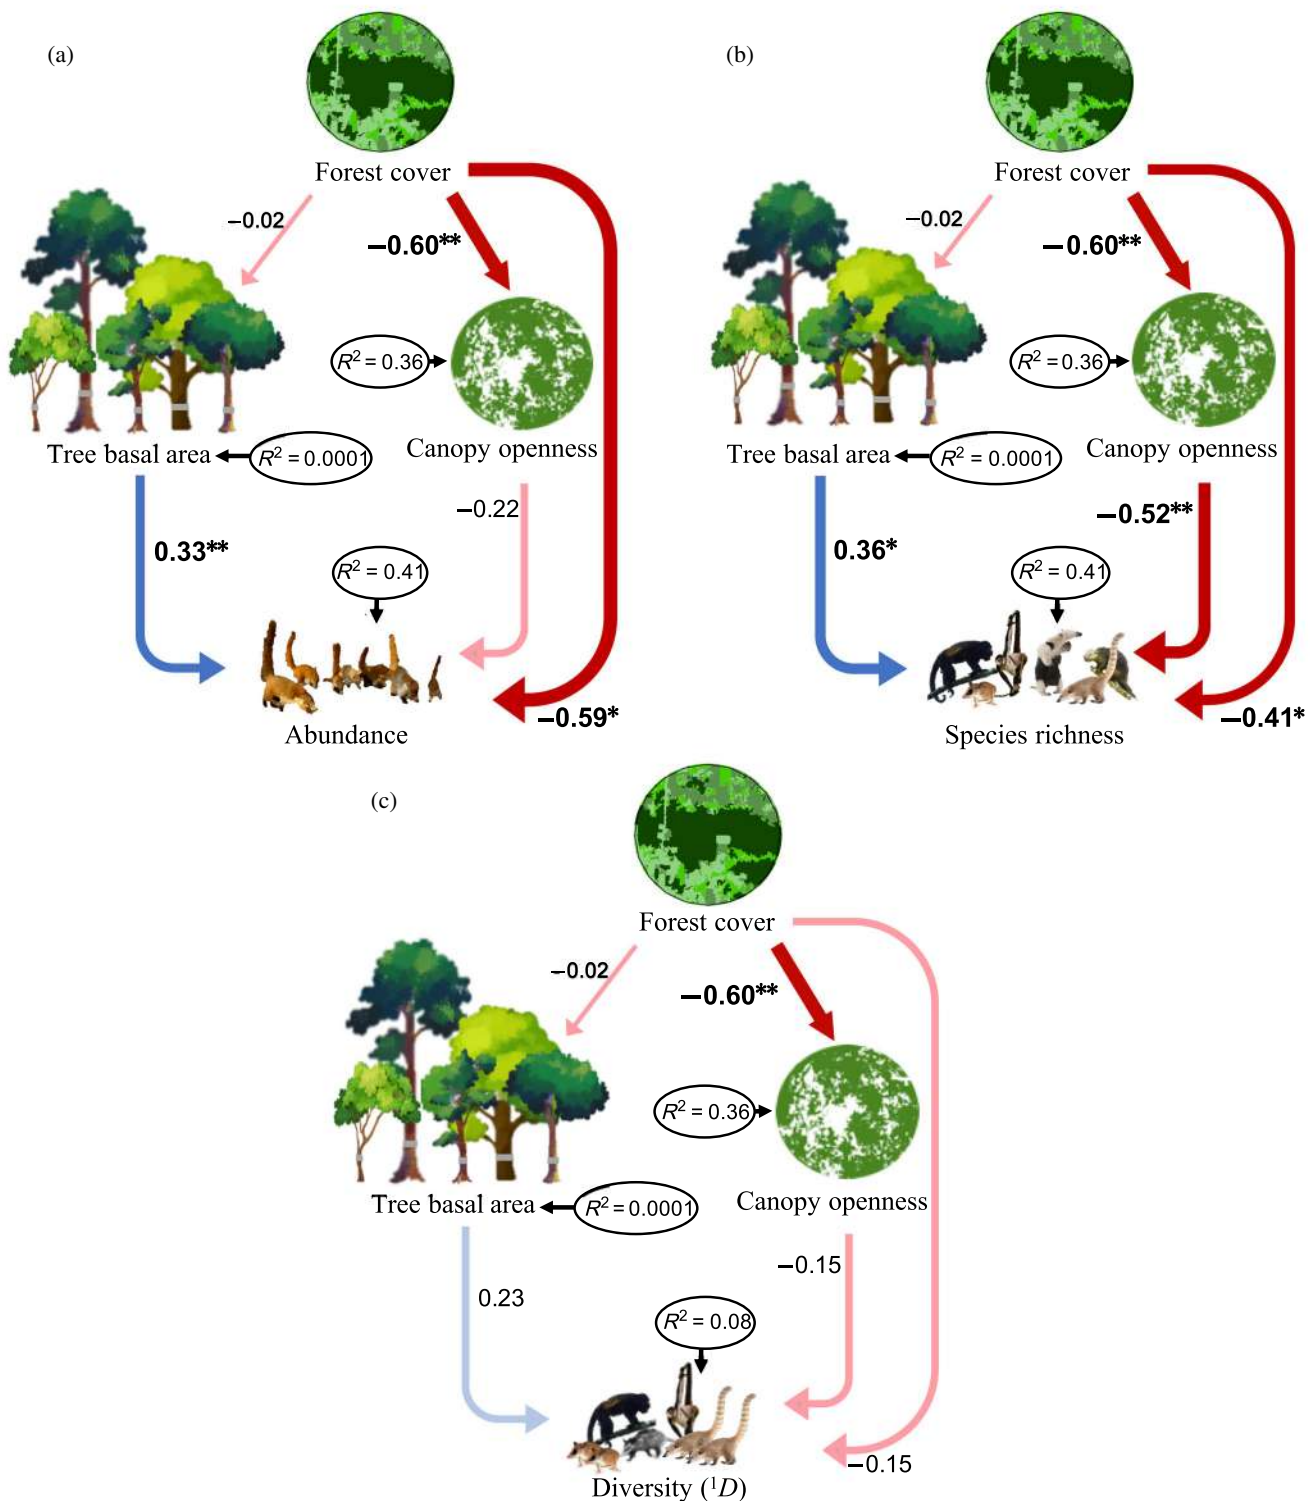 (a)
Forest cover
−0.02
−0.60**
R² = 0.36
Canopy openness
Tree basal area
R² = 0.0001
−0.22
0.33**
R² = 0.41
−0.59*
Abundance
(b)
Forest cover
−0.02
−0.60**
R² = 0.36
Canopy openness
Tree basal area
R² = 0.0001
−0.52**
0.36*
R² = 0.41
−0.41*
Species richness
(c)
Forest cover
−0.02
−0.60**
R² = 0.36
Canopy openness
Tree basal area
R² = 0.0001
−0.15
0.23
R² = 0.08
−0.15
Diversity (¹D)